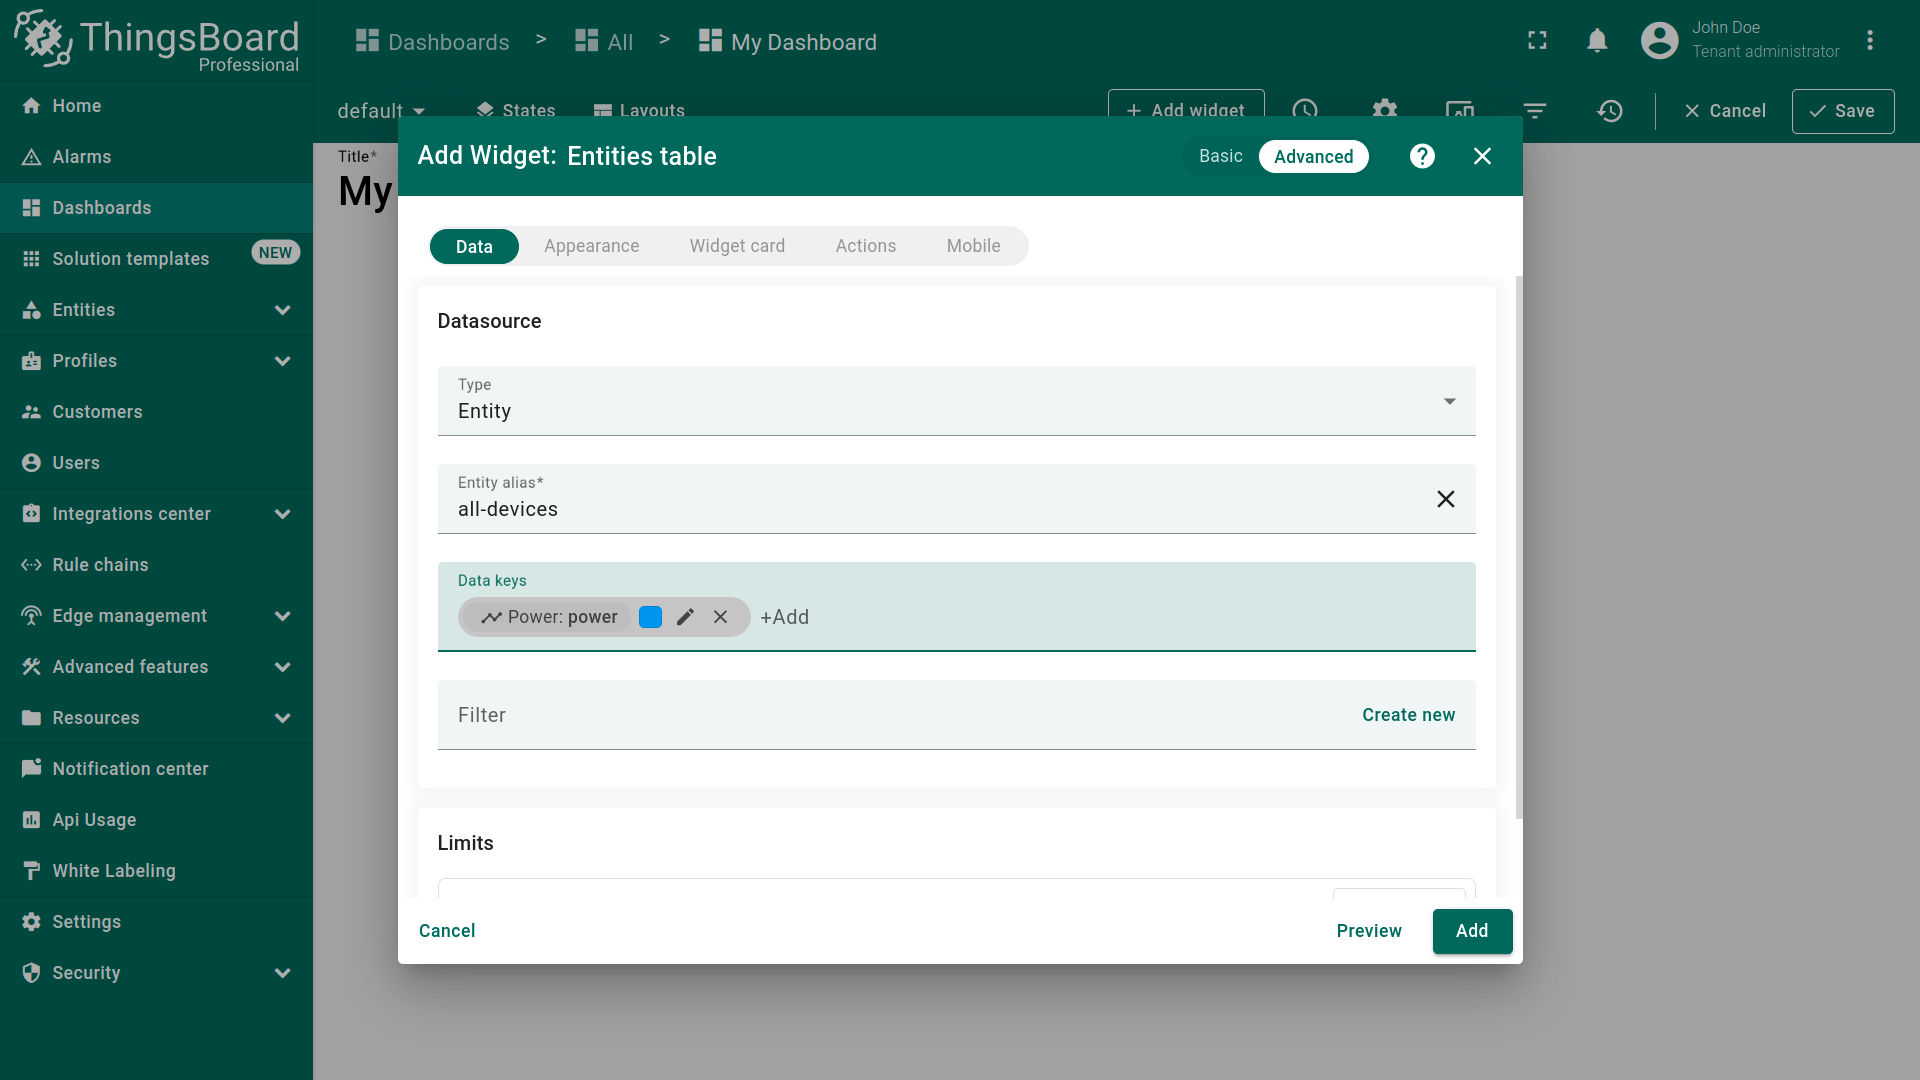 ThingsBoard
Professional
Dashboards > All > My Dashboard
John Doe
Tenant administrator
Home
Alarms
Dashboards
Solution templates NEW
Entities
Profiles
Customers
Users
Integrations center
Rule chains
Edge management
Advanced features
Resources
Notification center
Api Usage
White Labeling
Settings
Security
default States Layouts + Add widget Cancel Save
Title*
My
Add Widget: Entities table Basic Advanced
Data Appearance Widget card Actions Mobile
Datasource
Type
Entity
Entity alias*
all-devices
Data keys
Power: power +Add
Filter Create new
Limits
Cancel Preview Add